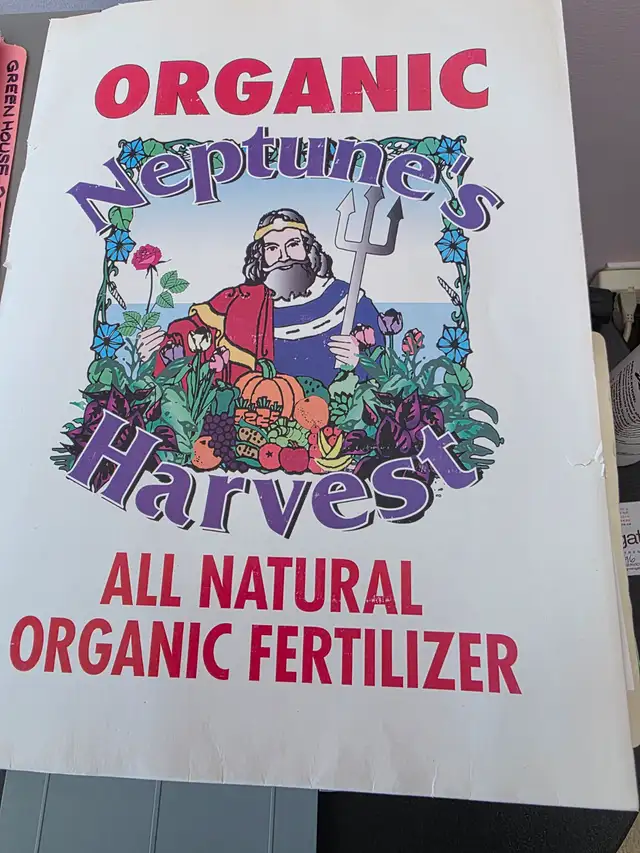 ORGANIC
Neptune's
Harvest
ALL NATURAL
ORGANIC FERTILIZER
GREEN HOUSE